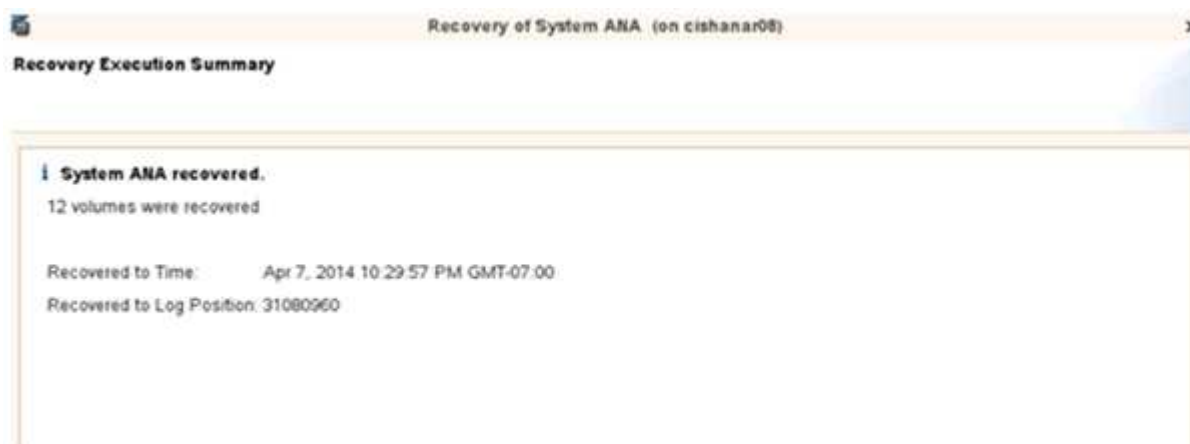 Recovery of System ANA (on cishanar08)
Recovery Execution Summary
i System ANA recovered.
12 volumes were recovered
Recovered to Time: Apr 7, 2014 10:29:57 PM GMT-07:00
Recovered to Log Position: 31080960